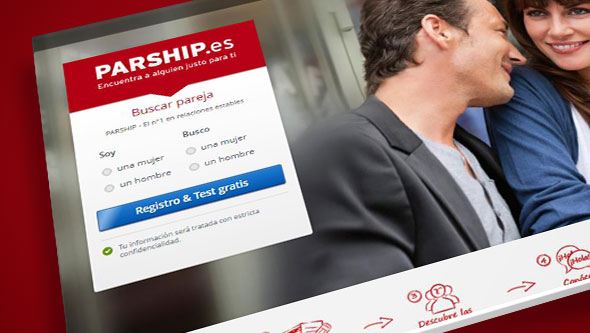 PARSHIP.es
Encuentra a alguien justo para ti
Buscar pareja
PARSHIP - El nº1 en relaciones estables
Soy
Busco
una mujer
una mujer
un hombre
un hombre
Registro & Test gratis
Tu información será tratada con estricta
confidencialidad.
3
Descubre las
4
¡Hola!